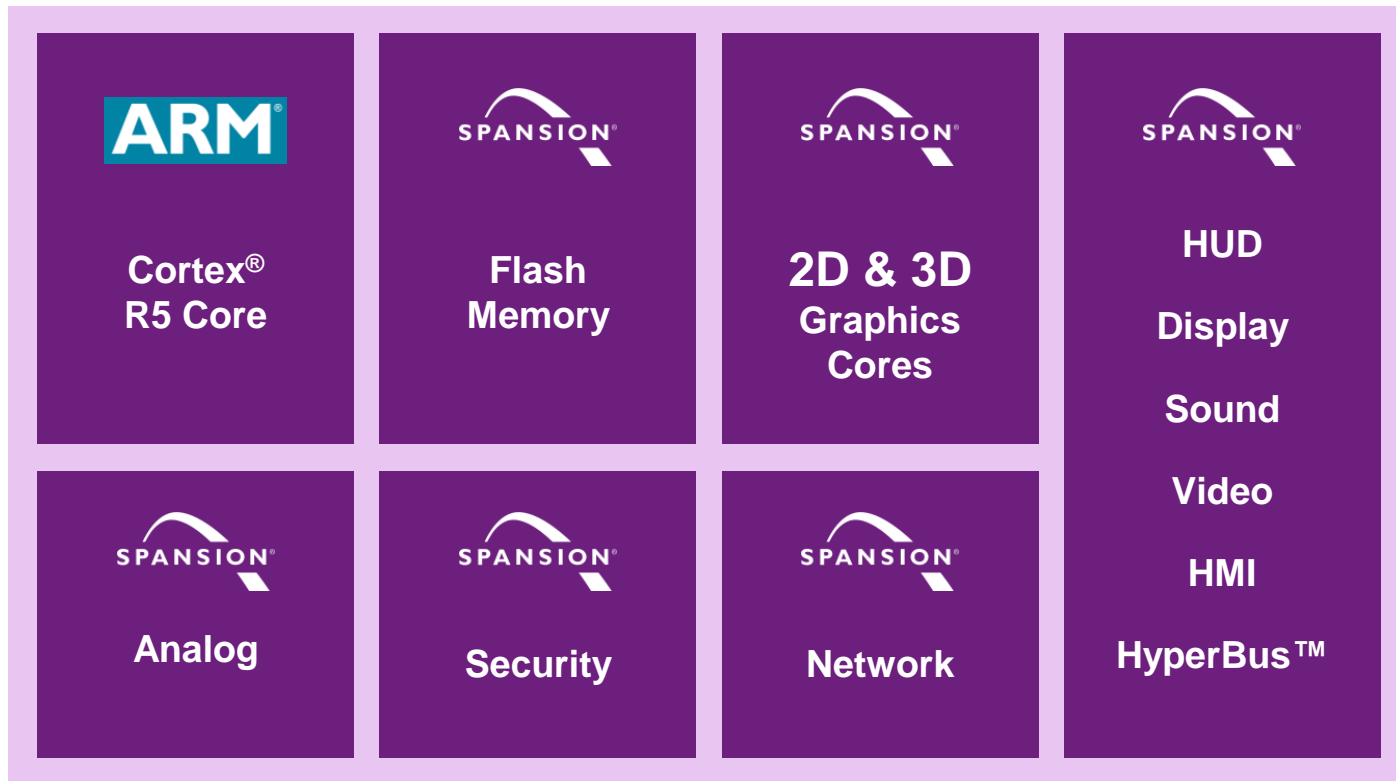 ARM®
Cortex®
R5 Core
SPANSION®
Flash
Memory
SPANSION®
2D & 3D
Graphics
Cores
SPANSION®
HUD
Display
Sound
Video
HMI
HyperBus™
SPANSION®
Analog
SPANSION®
Security
SPANSION®
Network